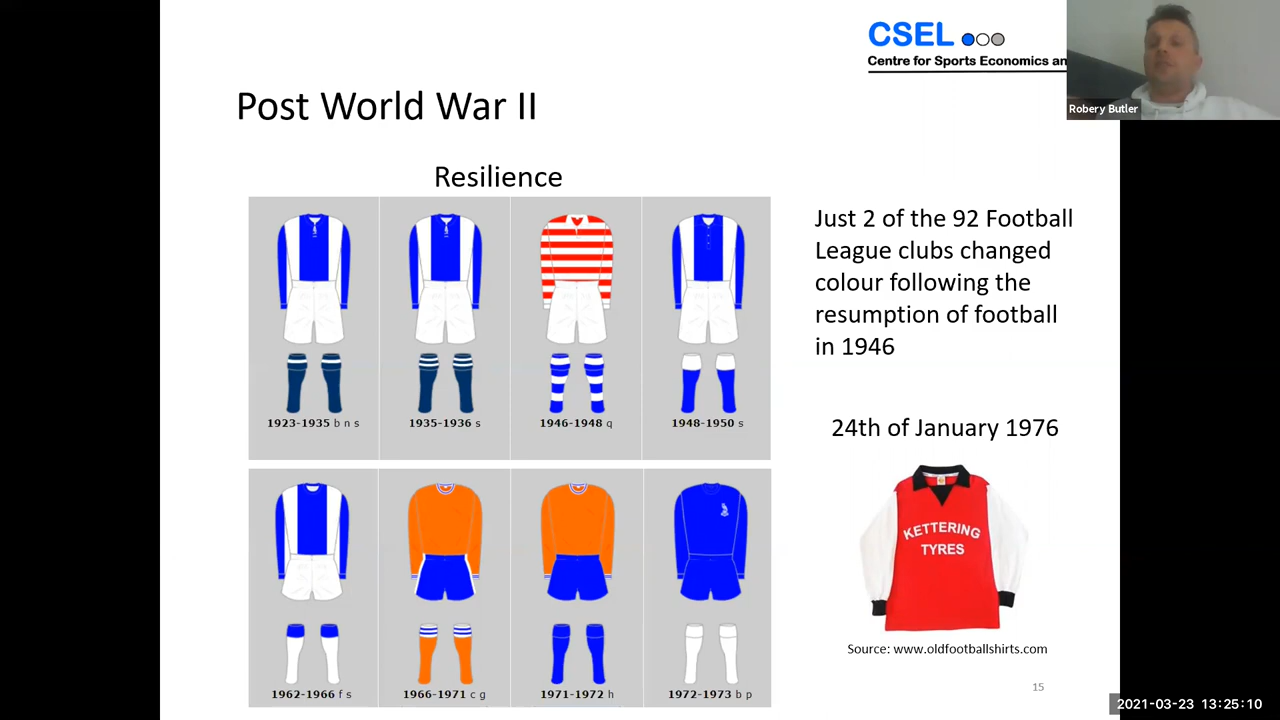 CSEL
Centre for Sports Economics an
Robery Butler
Post World War II
Resilience
1923-1935 b n s
1935-1936 s
1946-1948 q
1948-1950 s
1962-1966 f s
1966-1971 c g
1971-1972 h
1972-1973 b p
Just 2 of the 92 Football
League clubs changed
colour following the
resumption of football
in 1946
24th of January 1976
KETTERING
TYRES
Source: www.oldfootballshirts.com
15
2021-03-23 13:25:10